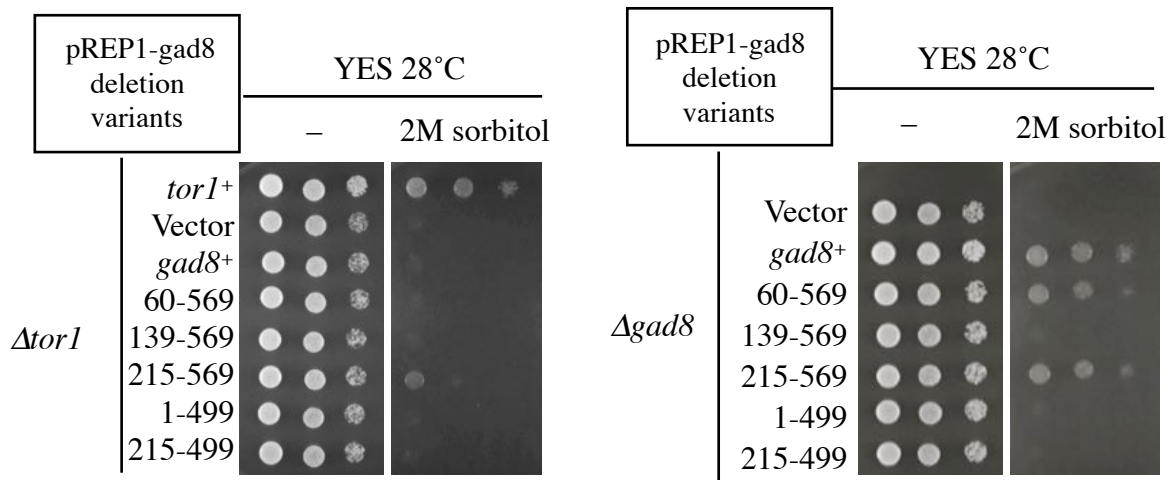 pREP1-gad8
deletion
variants
YES 28˚C
–
2M sorbitol
Δtor1
tor1+
Vector
gad8+
60-569
139-569
215-569
1-499
215-499
pREP1-gad8
deletion
variants
YES 28˚C
–
2M sorbitol
Δgad8
Vector
gad8+
60-569
139-569
215-569
1-499
215-499